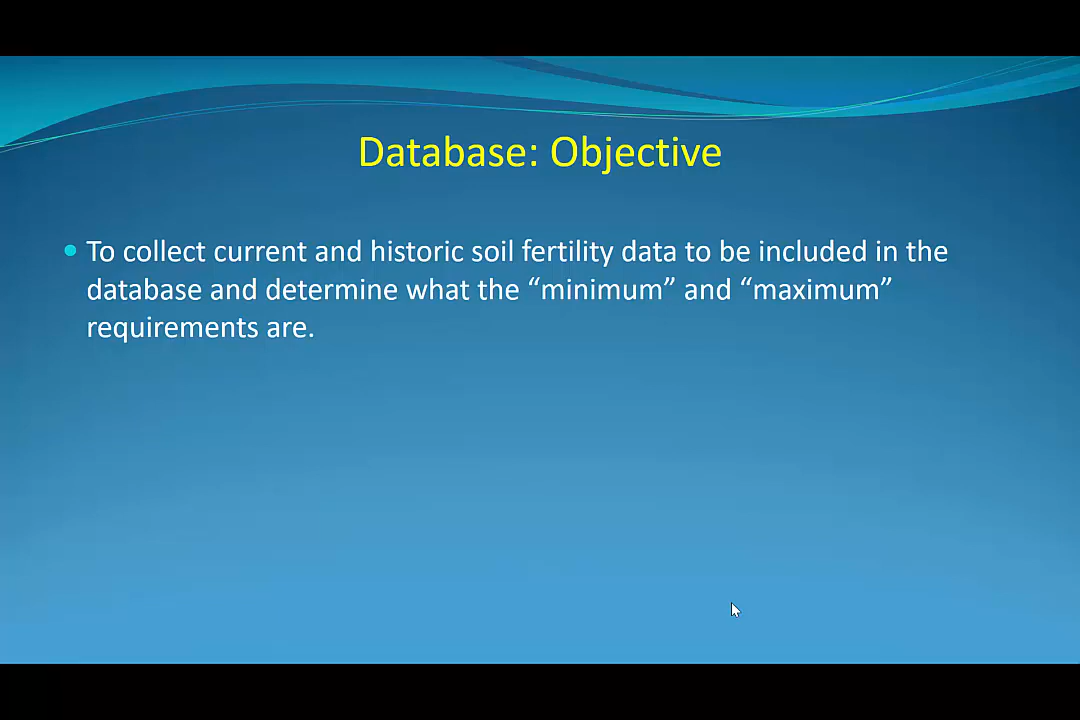 Database: Objective
• To collect current and historic soil fertility data to be included in the
database and determine what the “minimum” and “maximum”
requirements are.